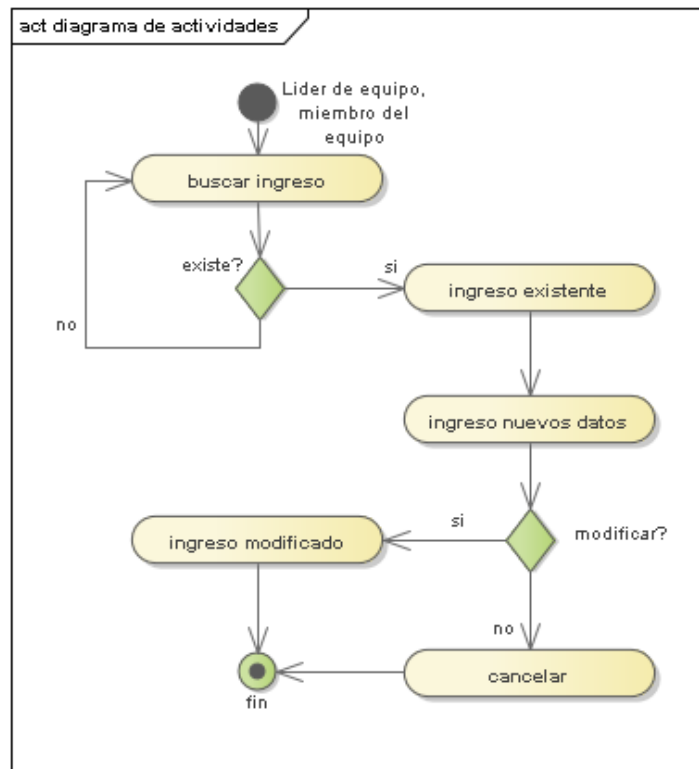 act diagrama de actividades
Lider de equipo,
miembro del
equipo
buscar ingreso
existe?
si
ingreso existente
no
ingreso nuevos datos
si
modificar?
ingreso modificado
no
cancelar
fin